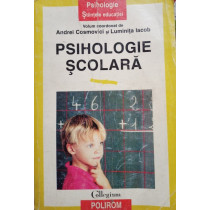 Psihologie
Științele educației
Volum coordonat de
Andrei Cosmovici și Luminița Iacob
PSIHOLOGIE
ȘCOLARĂ
Collegium
POLIROM